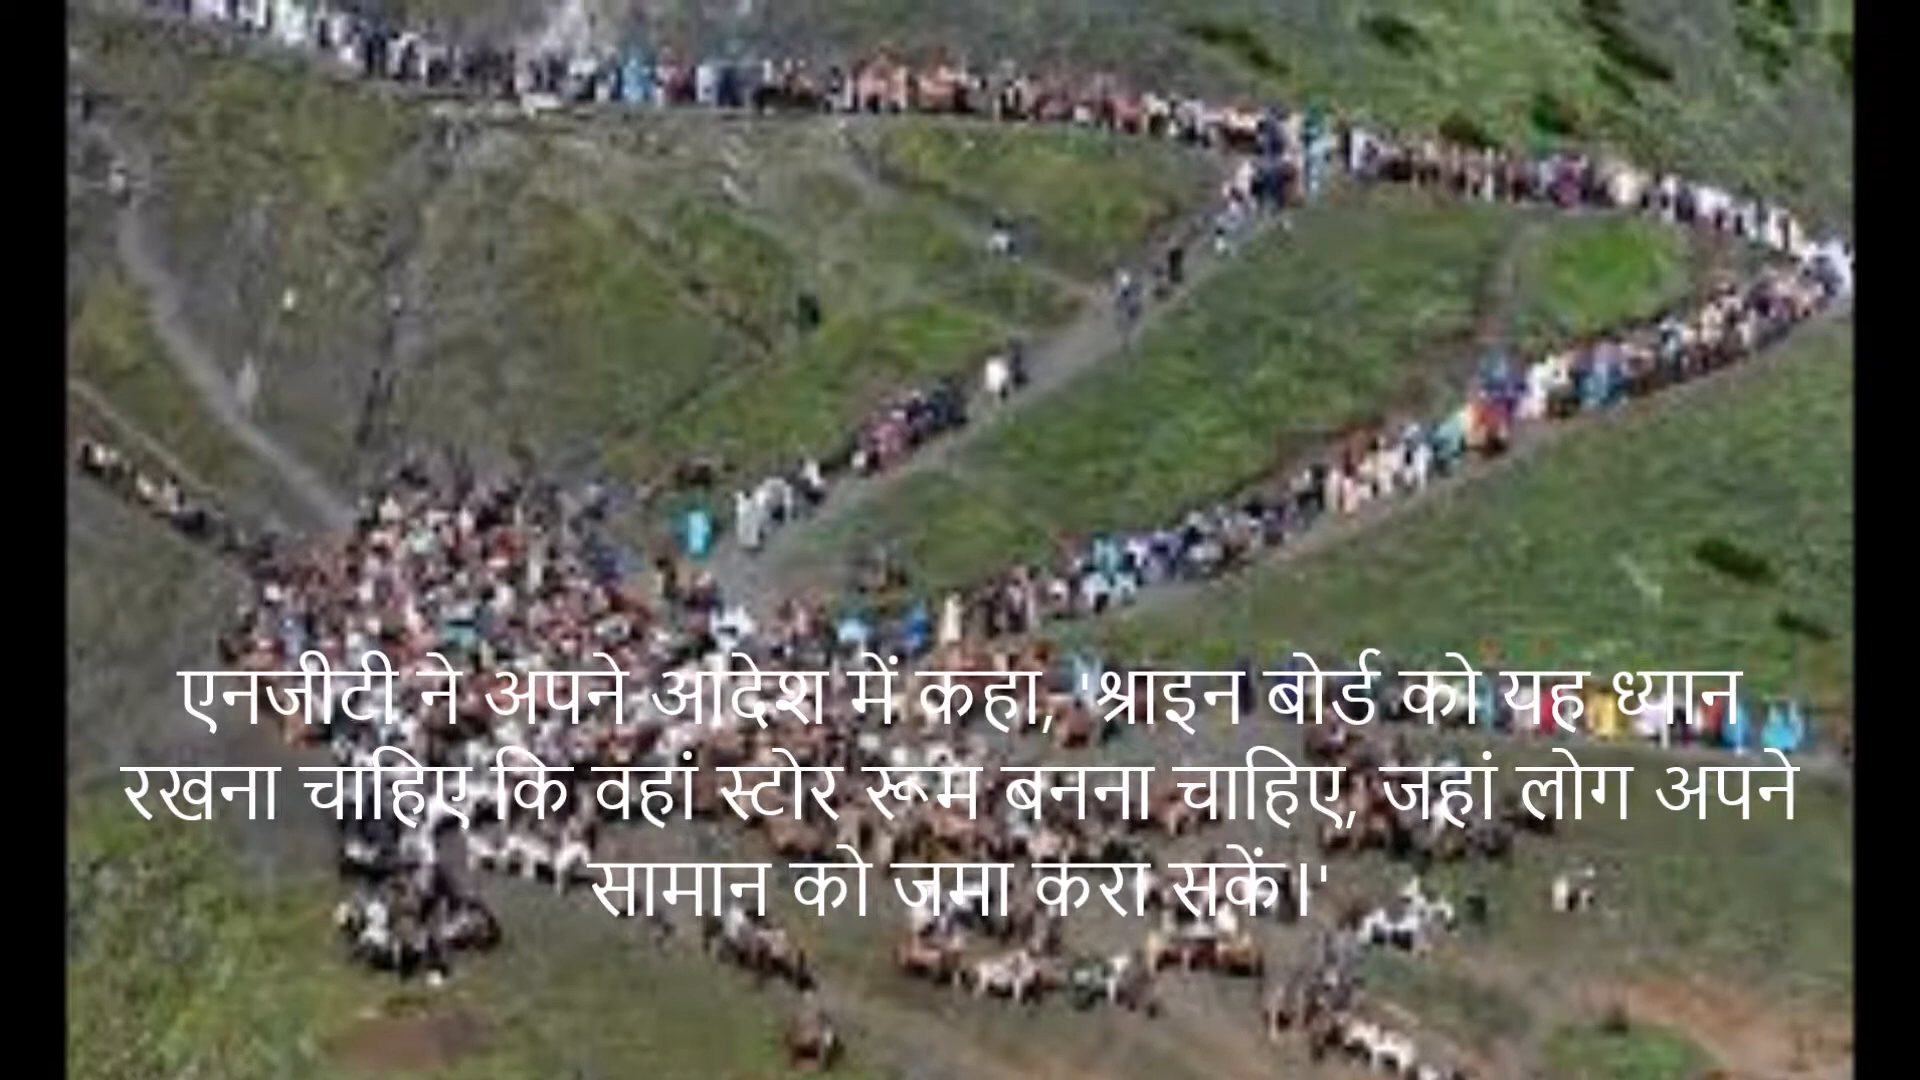 एनजीटी ने अपने आदेश में कहा, 'श्राइन बोर्ड को यह ध्यान
रखना चाहिए कि वहां स्टोर रूम बनना चाहिए, जहां लोग अपने
सामान को जमा करा सकें।'